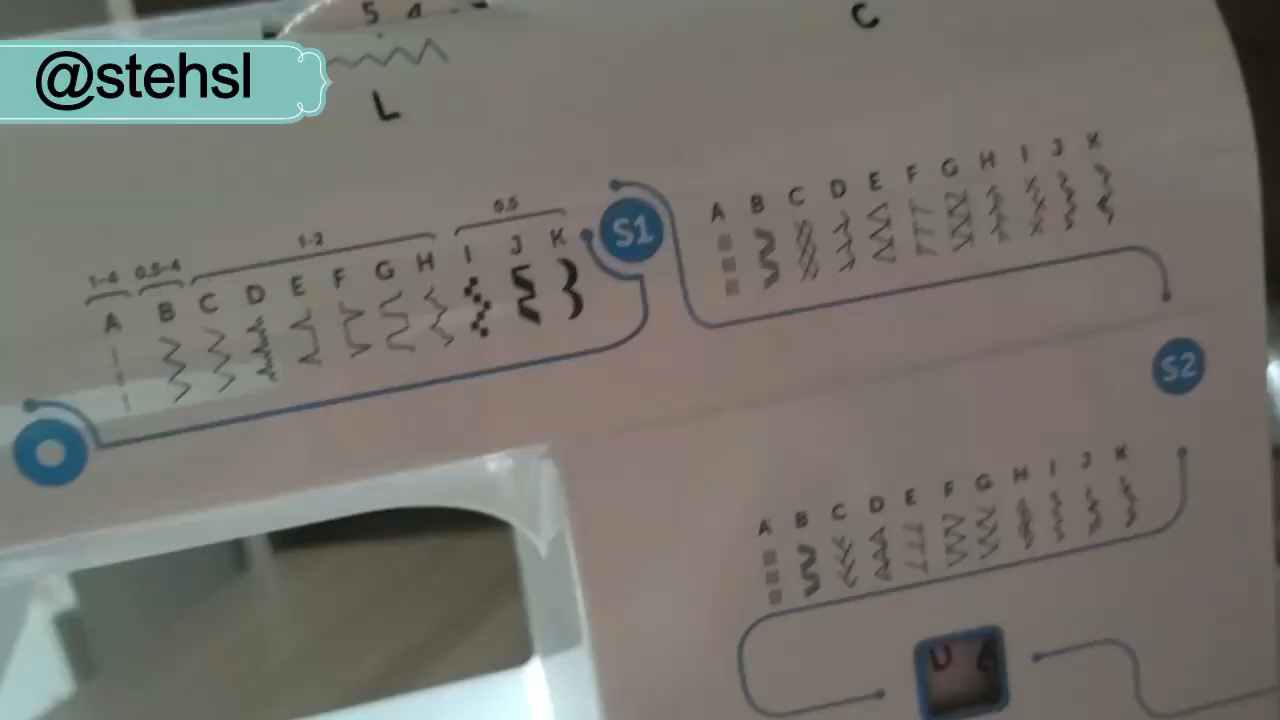 @stehsl
5 4
L
C
0.5
1-2
0.5-4
1-4
A B C D E F G H I J K
S1
A B C D E F G H I J K
S2
A B C D E F G H I J K
U